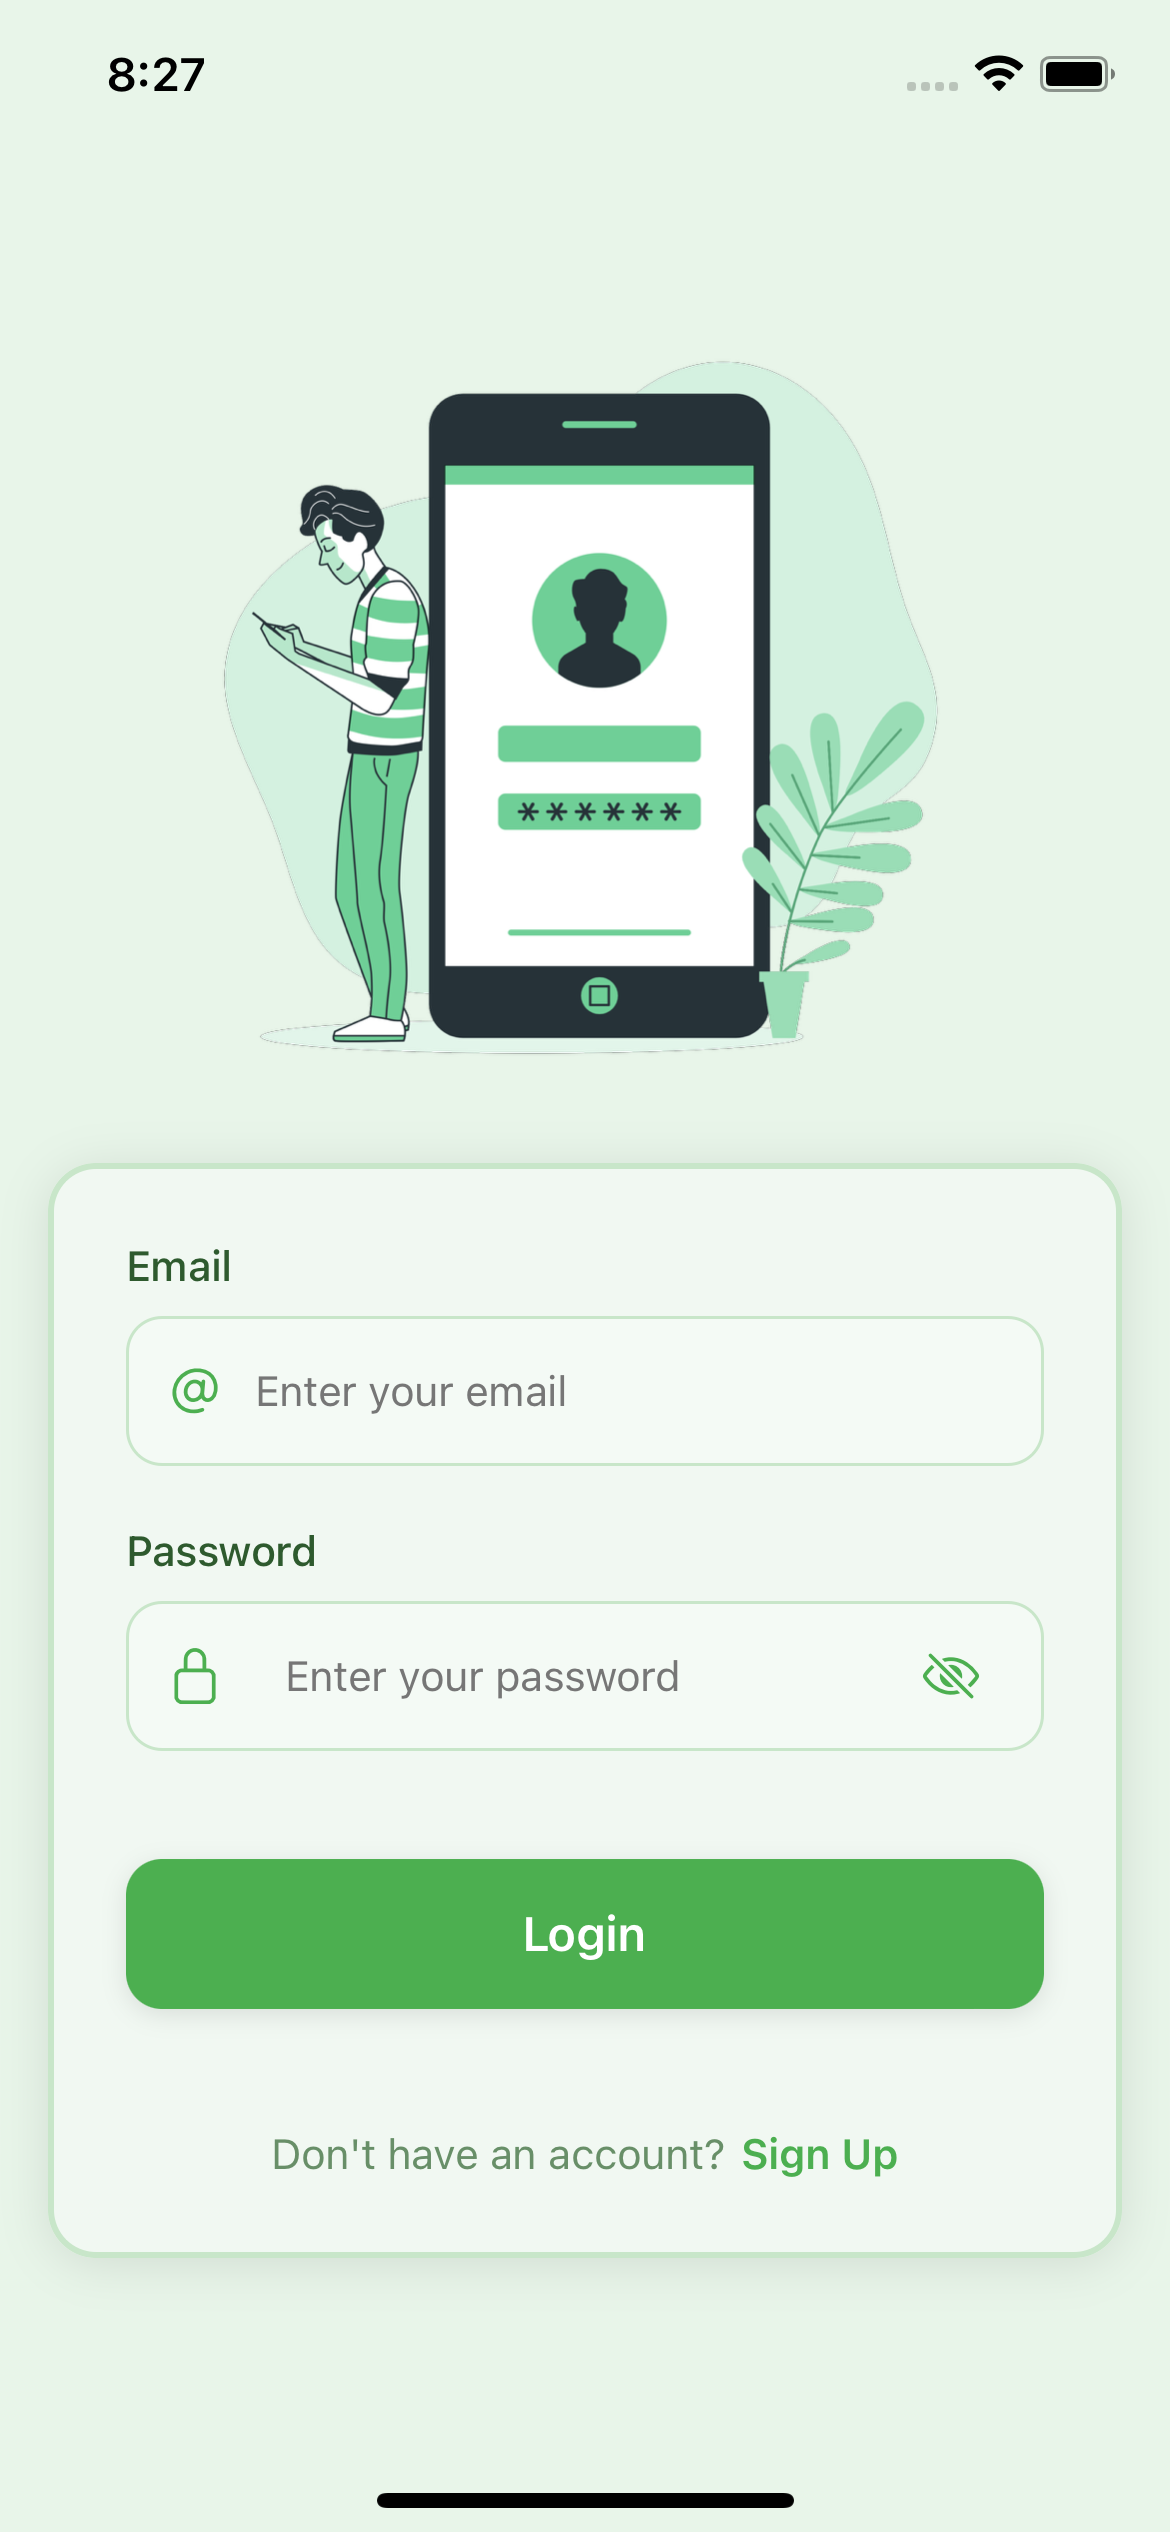 8:27
******
Email
@ Enter your email
Password
Enter your password
Login
Don't have an account? Sign Up